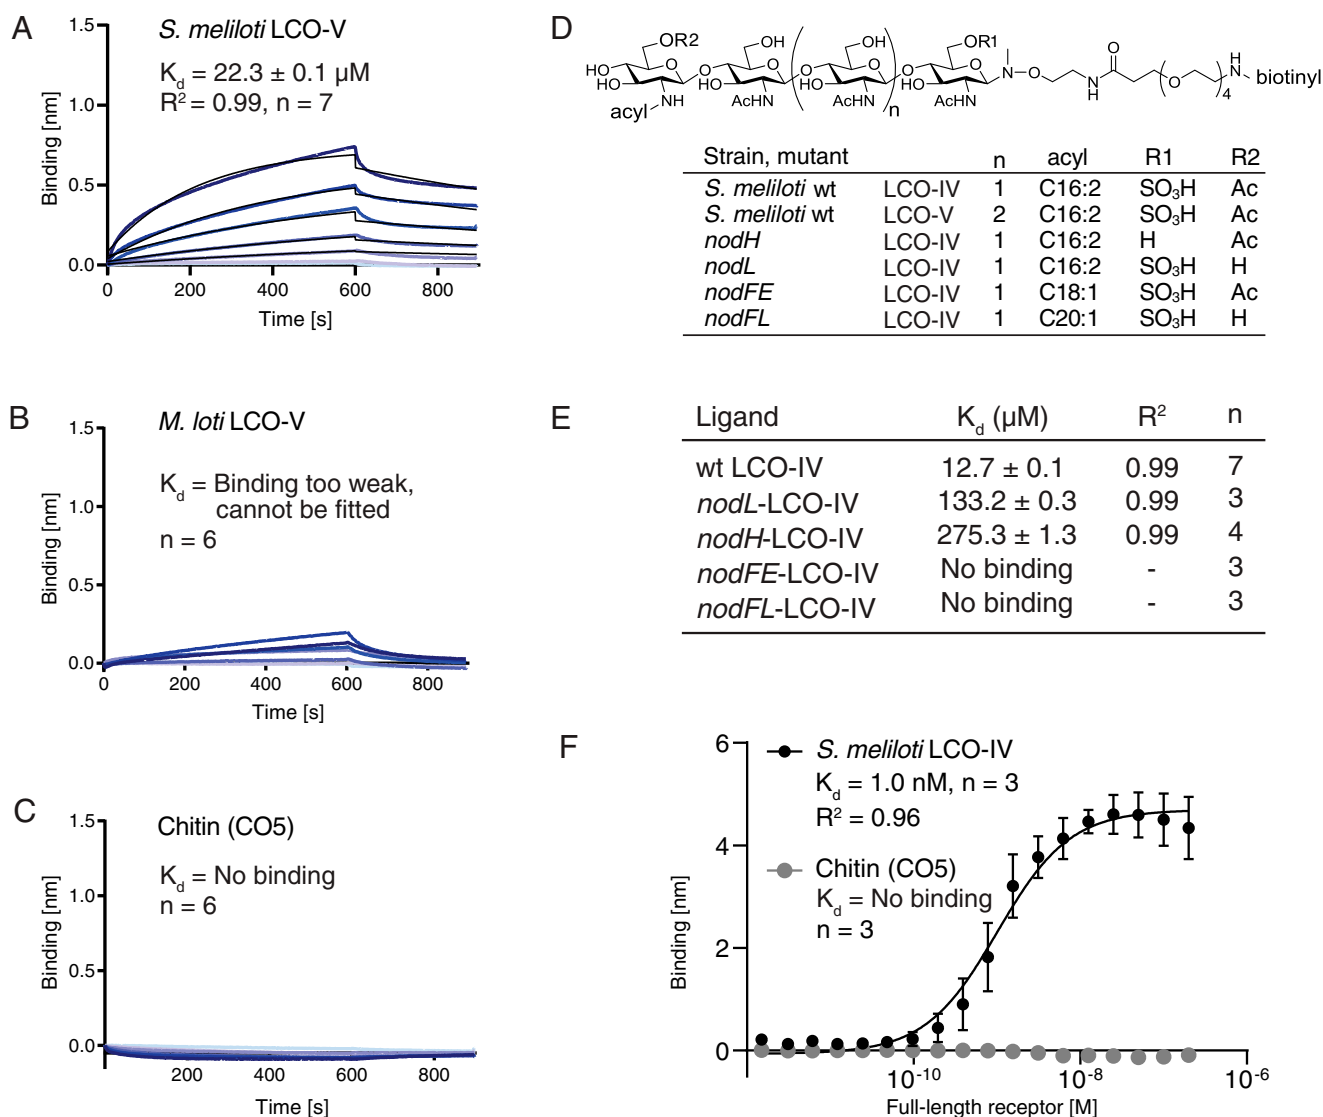 A
S. meliloti LCO-V
Kd = 22.3 ± 0.1 µM
R² = 0.99, n = 7
Binding [nm]
1.5
1.0
0.5
0.0
0
200
400
600
800
Time [s]
B
M. loti LCO-V
Kd = Binding too weak,
cannot be fitted
n = 6
Binding [nm]
1.5
1.0
0.5
0.0
0
200
400
600
800
Time [s]
C
Chitin (CO5)
Kd = No binding
n = 6
Binding [nm]
1.5
1.0
0.5
0.0
200
400
600
800
Time [s]
D
OR2
OH
OH
OR1
HO
HO
O
O
HO
O
O
HO
O
O
HO
O
N
O
N
H
O
O
4
H
N
biotinyl
acyl
NH
AcHN
AcHN
n
AcHN
Strain, mutant n acyl R1 R2
S. meliloti wt LCO-IV 1 C16:2 SO₃H Ac
S. meliloti wt LCO-V 2 C16:2 SO₃H Ac
nodH LCO-IV 1 C16:2 H Ac
nodL LCO-IV 1 C16:2 SO₃H H
nodFE LCO-IV 1 C18:1 SO₃H Ac
nodFL LCO-IV 1 C20:1 SO₃H H
E
Ligand Kd (µM) R² n
wt LCO-IV 12.7 ± 0.1 0.99 7
nodL-LCO-IV 133.2 ± 0.3 0.99 3
nodH-LCO-IV 275.3 ± 1.3 0.99 4
nodFE-LCO-IV No binding - 3
nodFL-LCO-IV No binding - 3
F
S. meliloti LCO-IV
Kd = 1.0 nM, n = 3
R² = 0.96
Chitin (CO5)
Kd = No binding
n = 3
Binding [nm]
6
4
2
0
10⁻¹⁰
10⁻⁸
10⁻⁶
Full-length receptor [M]